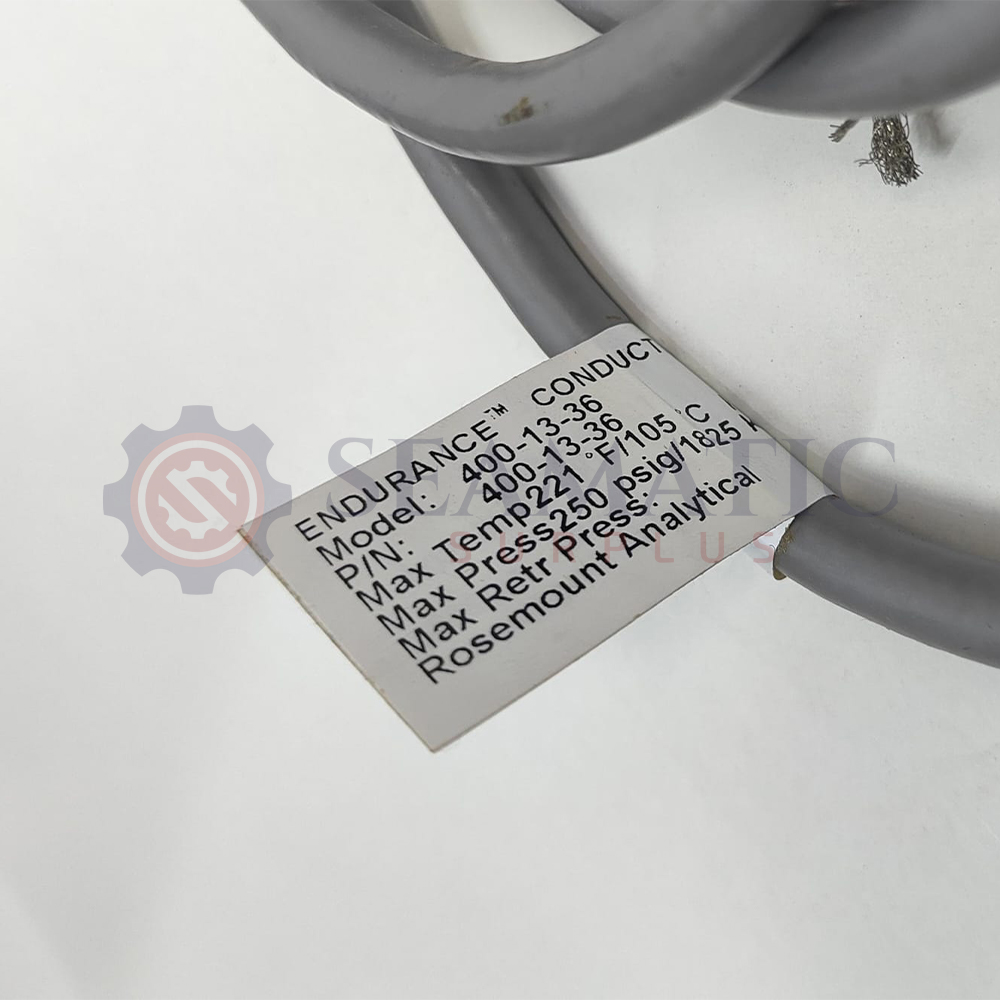 ENDURANCE™ CONDUCT
Model: 400-13-36
P/N: 400-13-36
Max Temp221 °F/105 °C
Max Press250 psig/1825 K
Max Retr Press:
Rosemount Analytical
SEAMATIC
SURPLUS